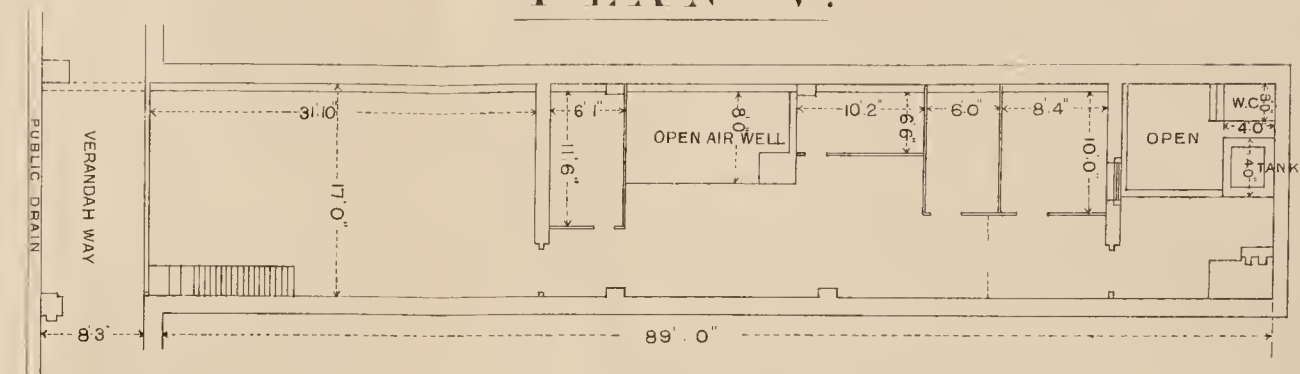 PLAN V.
31'.10"
6'.1"
8'.0"
OPEN AIR WELL
10'.2"
6'.6"
6'.0"
8'.4"
10'.0"
OPEN
W.C.
3'.0"
4'.0"
4'.0"
TANK
11'.6"
17'.0"
PUBLIC DRAIN
VERANDAH WAY
8'.3"
89'.0"